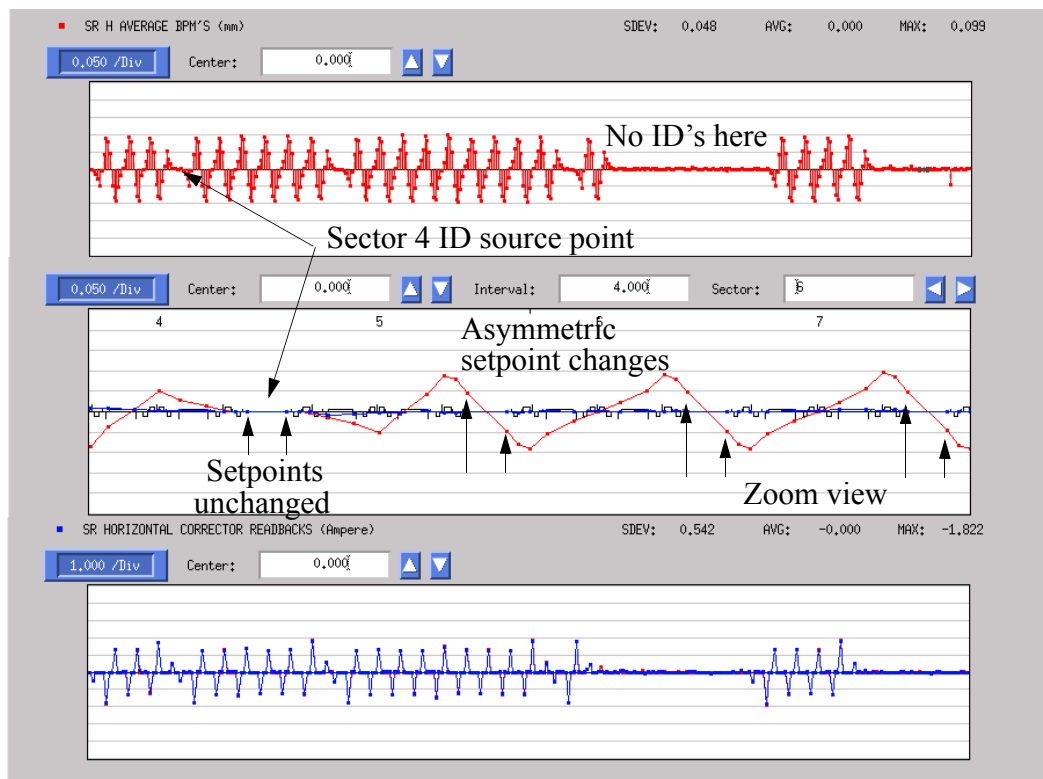 SR H AVERAGE BPM'S (mm) SDEV: 0.048 AVG: 0.000 MAX: 0.099
0.050 /Div Center: 0.000
No ID's here
Sector 4 ID source point
0.050 /Div Center: 0.000 Interval: 4.000 Sector: 6
4 5 6 7
Asymmetric
setpoint changes
Setpoints
unchanged
Zoom view
SR HORIZONTAL CORRECTOR READBACKS (Ampere) SDEV: 0.542 AVG: -0.000 MAX: -1.822
1.000 /Div Center: 0.000